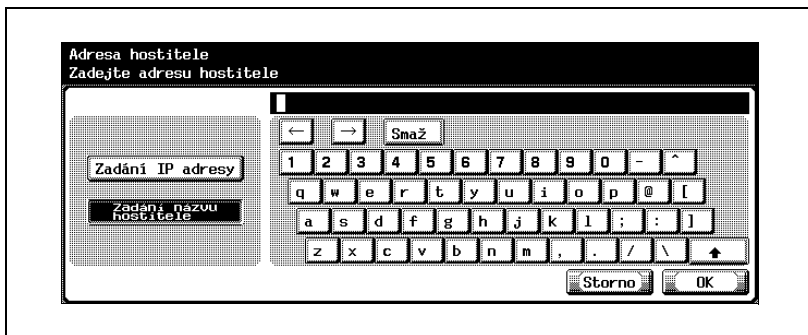 Adresa hostitele
Zadejte adresu hostitele
← → Smaž
Zadání IP adresy
Zadání názvu
hostitele
1 2 3 4 5 6 7 8 9 0 - ^
q w e r t y u i o p @ [
a s d f g h j k l ; : ]
z x c v b n m , . / \ ↑
Storno OK